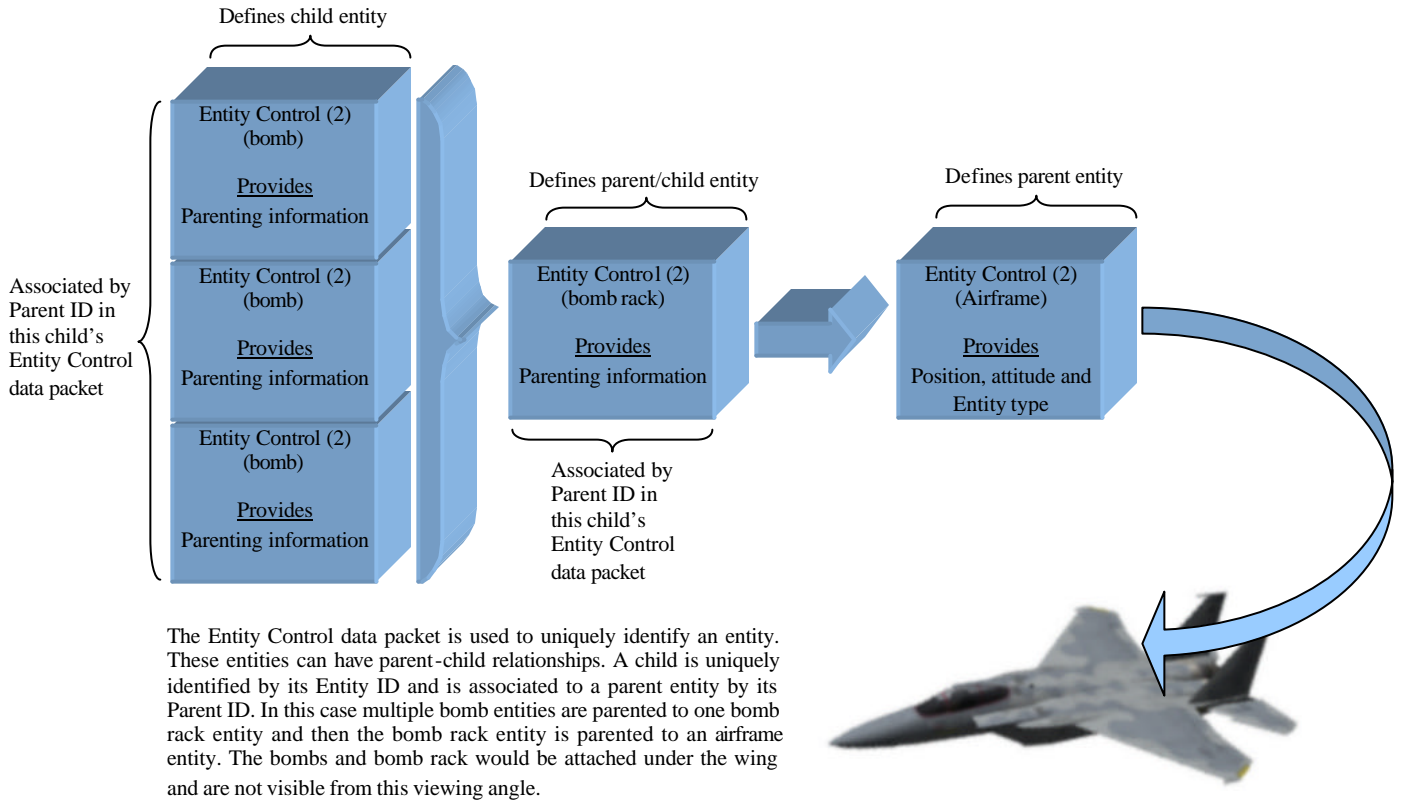 Defines child entity
Entity Control (2)
(bomb)
Provides
Parenting information
Entity Control (2)
(bomb)
Provides
Parenting information
Entity Control (2)
(bomb)
Provides
Parenting information
Associated by
Parent ID in
this child's
Entity Control
data packet
Defines parent/child entity
Entity Control (2)
(bomb rack)
Provides
Parenting information
Associated by
Parent ID in
this child's
Entity Control
data packet
Defines parent entity
Entity Control (2)
(Airframe)
Provides
Position, attitude and
Entity type
The Entity Control data packet is used to uniquely identify an entity.
These entities can have parent-child relationships. A child is uniquely
identified by its Entity ID and is associated to a parent entity by its
Parent ID. In this case multiple bomb entities are parented to one bomb
rack entity and then the bomb rack entity is parented to an airframe
entity. The bombs and bomb rack would be attached under the wing
and are not visible from this viewing angle.